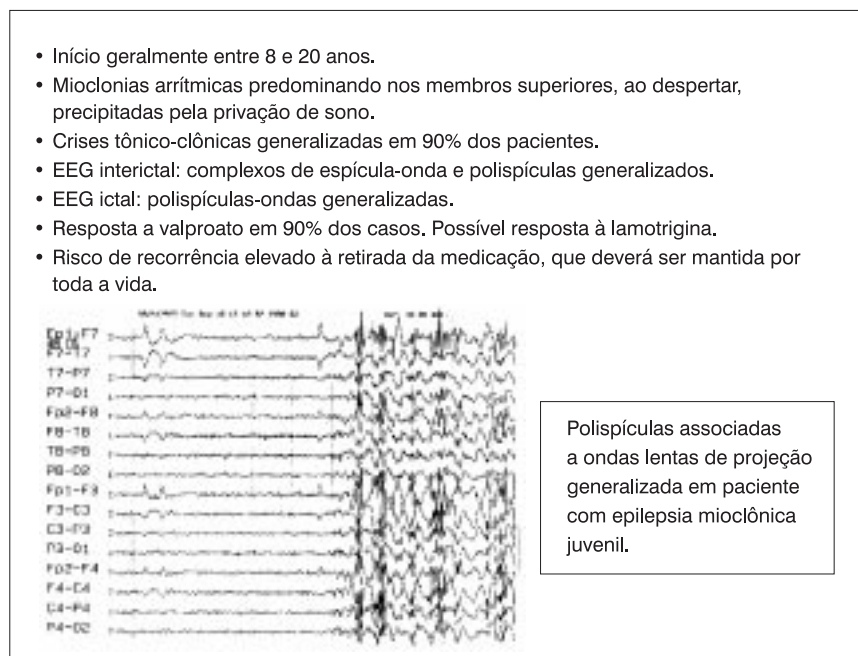 • Início geralmente entre 8 e 20 anos.
• Mioclonias arrítmicas predominando nos membros superiores, ao despertar,
precipitadas pela privação de sono.
• Crises tônico-clônicas generalizadas em 90% dos pacientes.
• EEG interictal: complexos de espícula-onda e polispículas generalizados.
• EEG ictal: polispículas-ondas generalizadas.
• Resposta a valproato em 90% dos casos. Possível resposta à lamotrigina.
• Risco de recorrência elevado à retirada da medicação, que deverá ser mantida por
toda a vida.
Fp1-F7
F7-T7
T7-P7
P7-O1
Fp2-F8
F8-T8
T8-P8
P8-O2
Fp1-F3
F3-C3
C3-P3
P3-O1
Fp2-F4
F4-C4
C4-P4
P4-O2
Polispículas associadas
a ondas lentas de projeção
generalizada em paciente
com epilepsia mioclônica
juvenil.